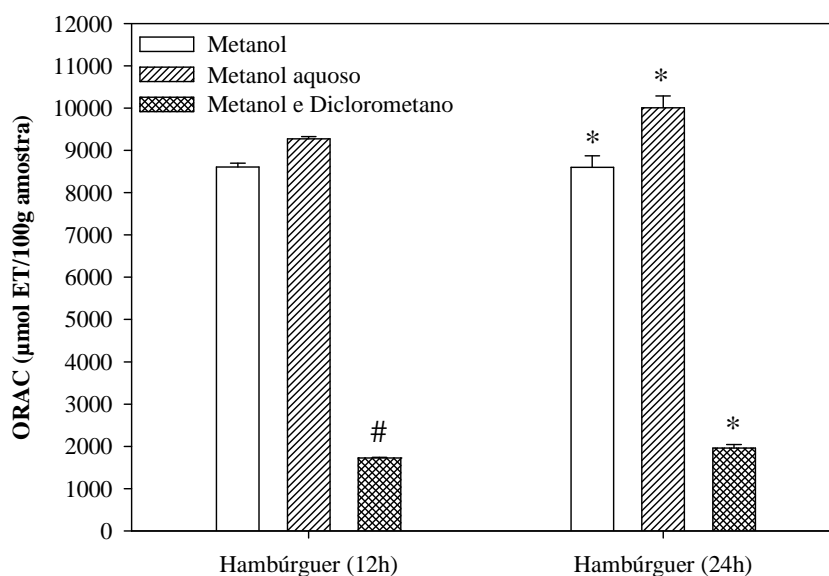 12000
11000
10000
9000
8000
7000
6000
5000
4000
3000
2000
1000
0
ORAC (µmol ET/100g amostra)
Metanol
Metanol aquoso
Metanol e Diclorometano
#
*
*
*
Hambúrguer (12h)
Hambúrguer (24h)